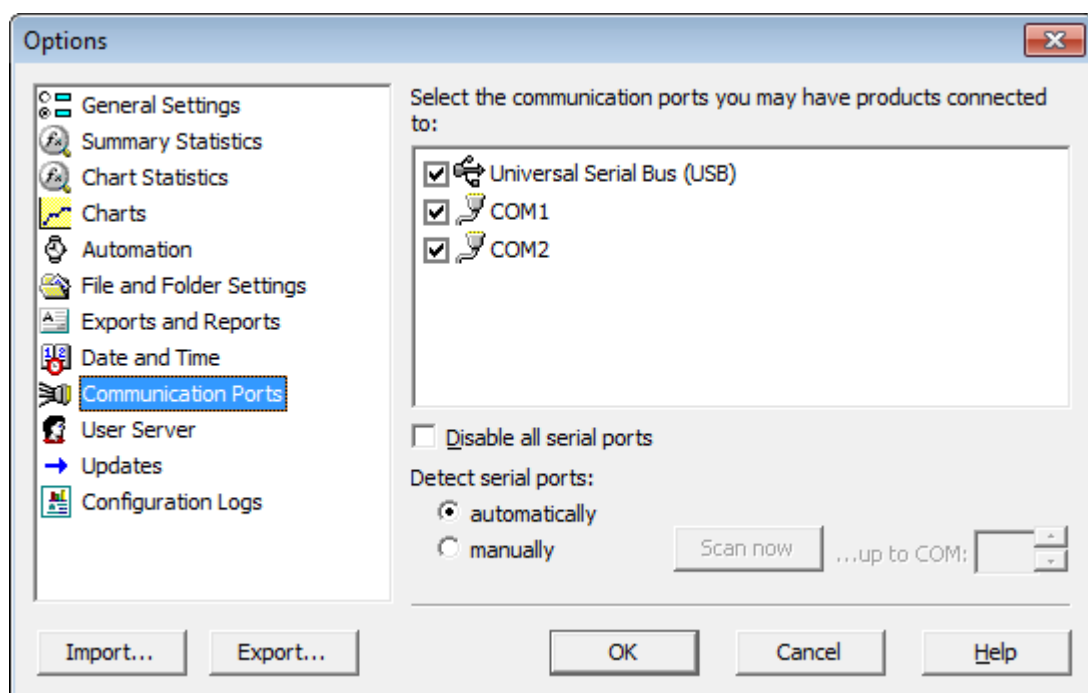 Options
General Settings
Summary Statistics
Chart Statistics
Charts
Automation
File and Folder Settings
Exports and Reports
Date and Time
Communication Ports
User Server
Updates
Configuration Logs
Select the communication ports you may have products connected
to:
Universal Serial Bus (USB)
COM1
COM2
Disable all serial ports
Detect serial ports:
automatically
manually
Scan now
...up to COM:
Import...
Export...
OK
Cancel
Help